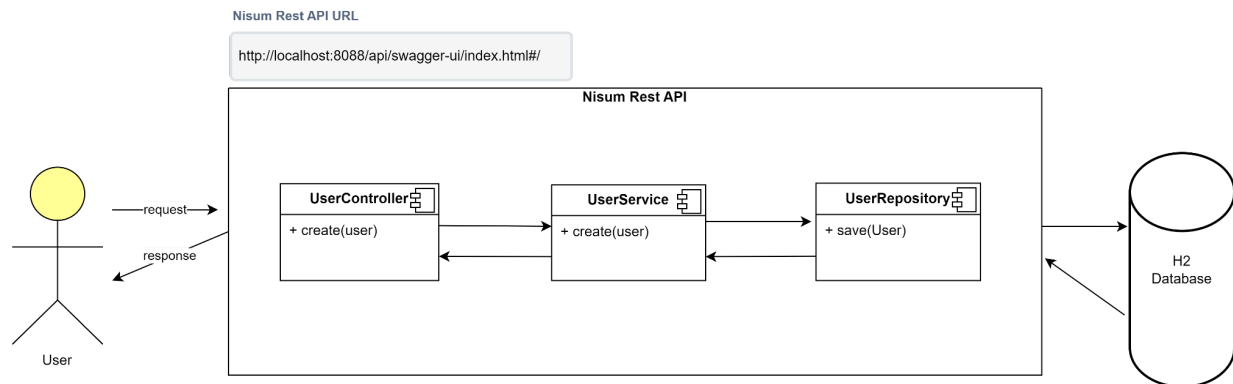 Nisum Rest API URL
http://localhost:8088/api/swagger-ui/index.html#/
Nisum Rest API
UserController
+ create(user)
UserService
+ create(user)
UserRepository
+ save(User)
request
response
User
H2
Database